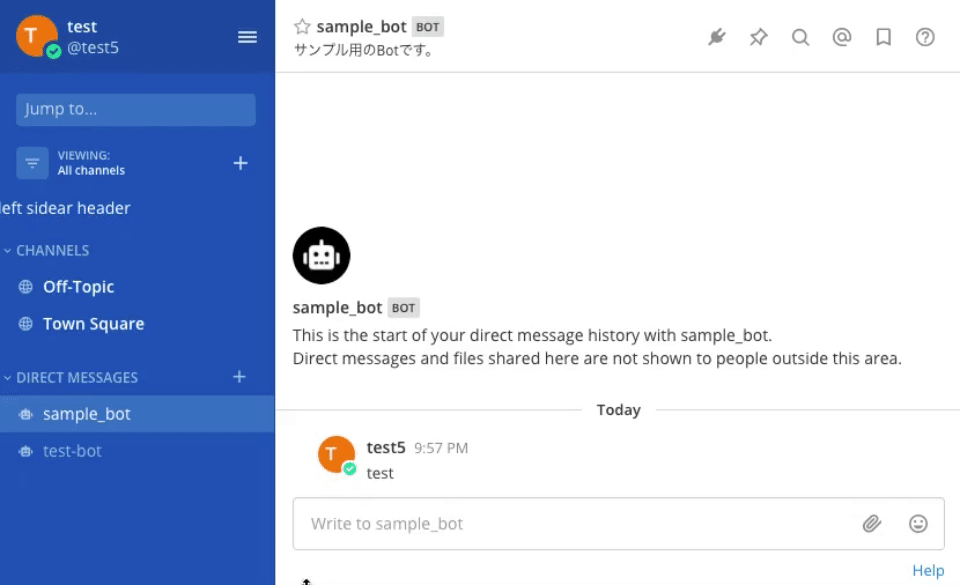 T
test
@test5
Jump to...
VIEWING:
All channels
left sidear header
CHANNELS
Off-Topic
Town Square
DIRECT MESSAGES
sample_bot
test-bot
sample_bot BOT
サンプル用のBotです。
sample_bot BOT
This is the start of your direct message history with sample_bot.
Direct messages and files shared here are not shown to people outside this area.
Today
T
test5 9:57 PM
test
Write to sample_bot
Help